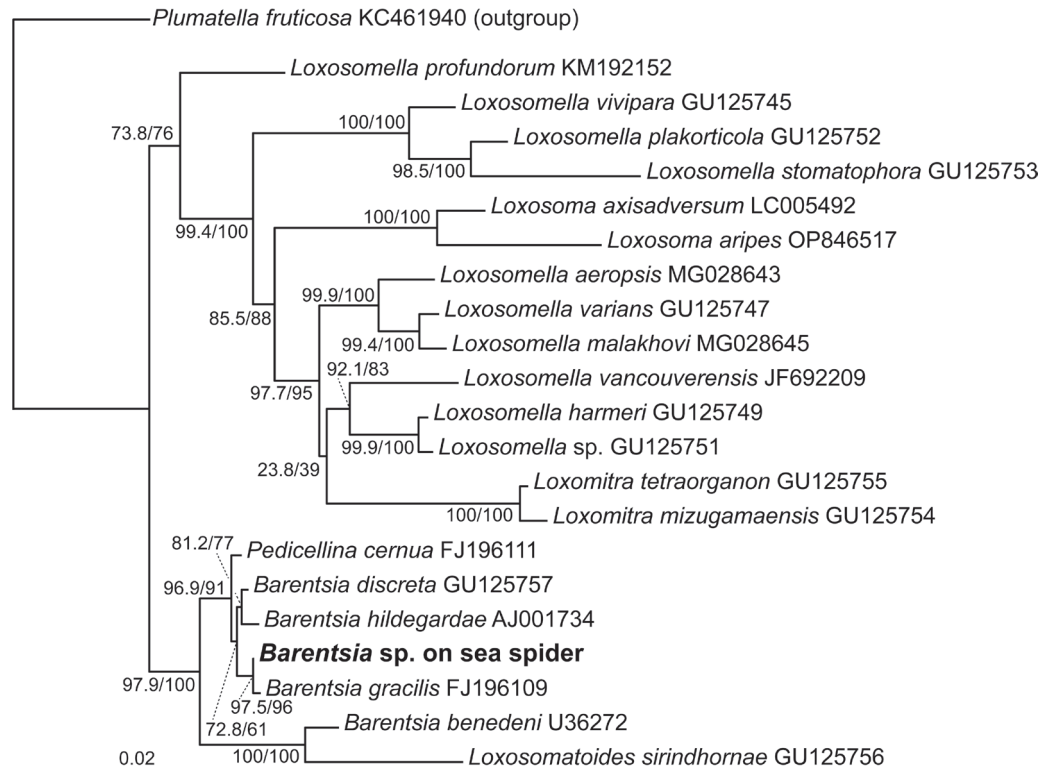 Plumatella fruticosa KC461940 (outgroup)
Loxosomella profundorum KM192152
Loxosomella vivipara GU125745
73.8/76
100/100
Loxosomella plakorticola GU125752
98.5/100
Loxosomella stomatophora GU125753
Loxosoma axisadversum LC005492
100/100
99.4/100
Loxosoma aripes OP846517
Loxosomella aeropsis MG028643
99.9/100
Loxosomella varians GU125747
85.5/88
99.4/100
Loxosomella malakhovi MG028645
92.1/83
Loxosomella vancouverensis JF692209
97.7/95
Loxosomella harmeri GU125749
99.9/100
Loxosomella sp. GU125751
23.8/39
Loxomitra tetraorganon GU125755
100/100
Loxomitra mizugamaensis GU125754
81.2/77
Pedicellina cernua FJ196111
96.9/91
Barentsia discreta GU125757
Barentsia hildegardae AJ001734
Barentsia sp. on sea spider
97.9/100
Barentsia gracilis FJ196109
97.5/96
72.8/61
Barentsia benedeni U36272
0.02
100/100
Loxosomatoides sirindhornae GU125756